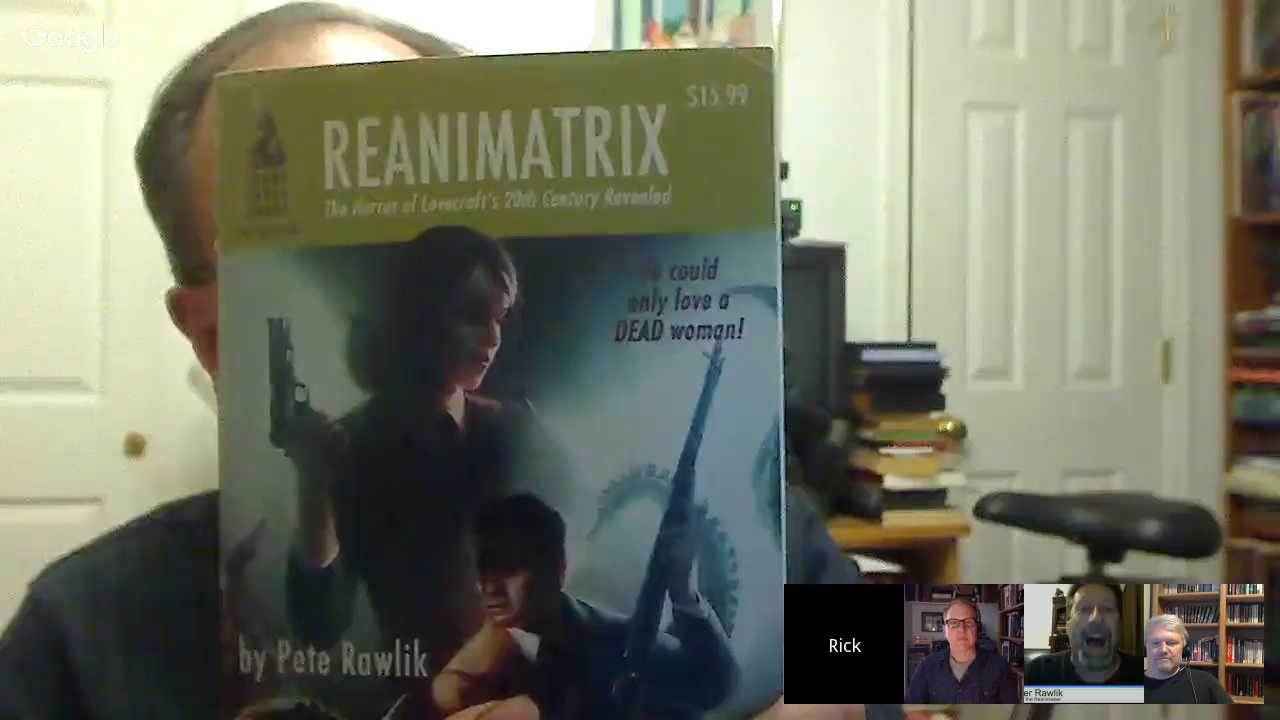 Google
$15.99
REANIMATRIX
The Horror of Lovecraft's 20th Century Revealed
could
only love a
DEAD woman!
by Pete Rawlik
Rick
er Rawlik